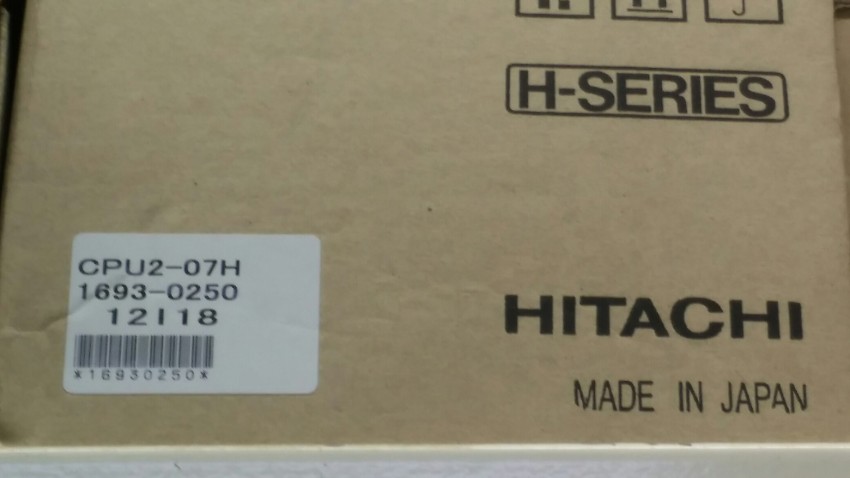 H-SERIES
CPU2-07H
1693-0250
12I18
*16930250*
HITACHI
MADE IN JAPAN